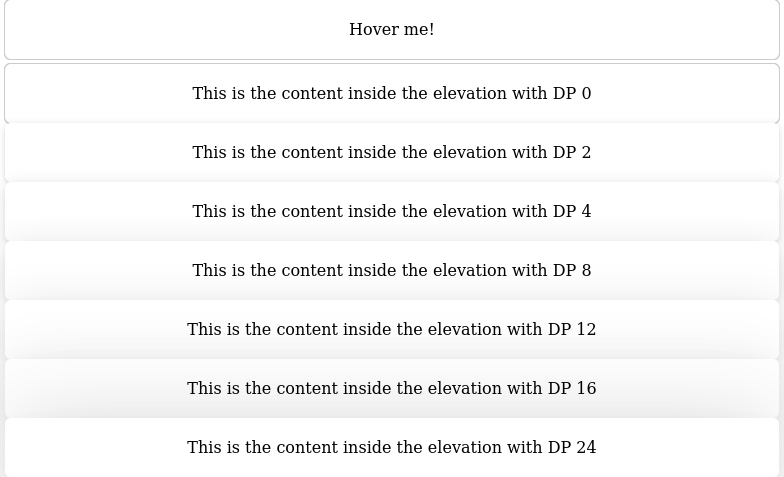 Hover me!
This is the content inside the elevation with DP 0
This is the content inside the elevation with DP 2
This is the content inside the elevation with DP 4
This is the content inside the elevation with DP 8
This is the content inside the elevation with DP 12
This is the content inside the elevation with DP 16
This is the content inside the elevation with DP 24